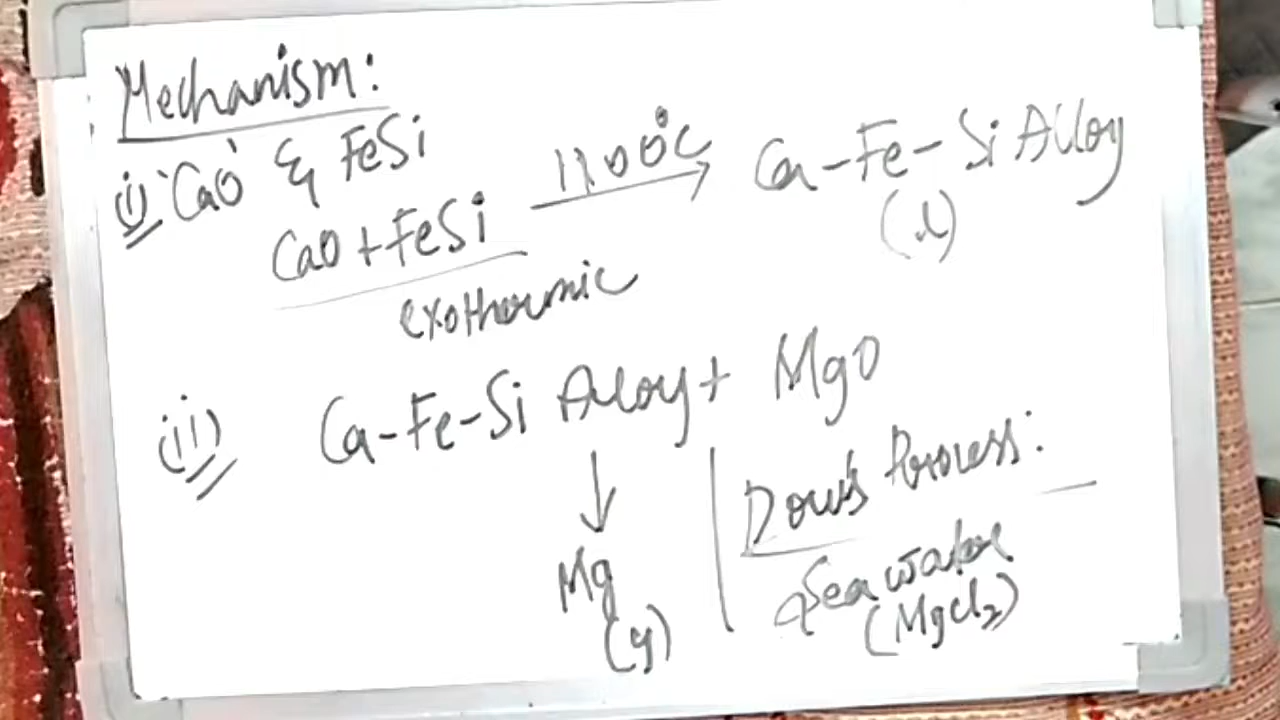 Mechanism:
(i) CaO & FeSi
CaO + FeSi 1100°C → Ca-Fe-Si Alloy
exothermic (l)
(ii) Ca-Fe-Si Alloy + MgO
↓
Mg
(g)
Dow's Process:
Sea water
(MgCl₂)